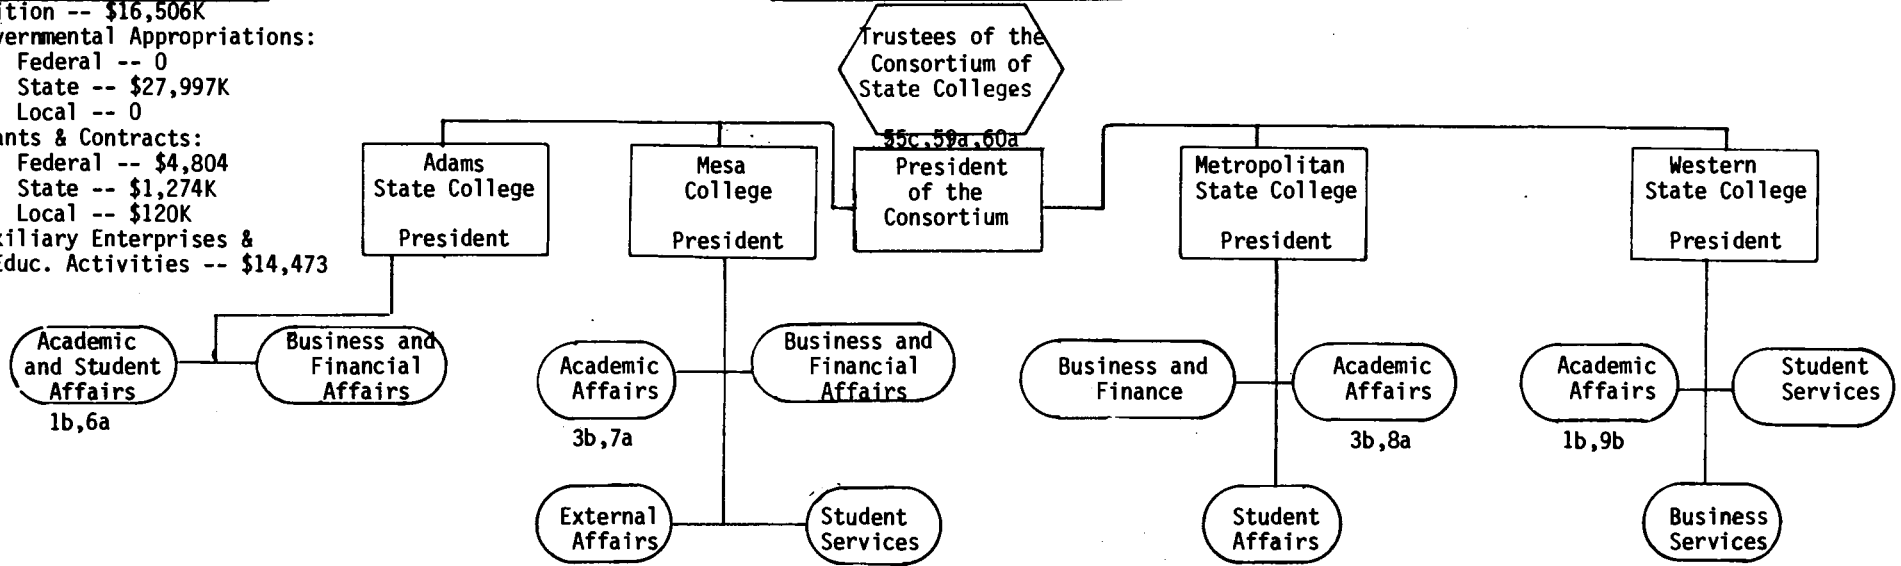 ition -- $16,506K
vernmental Appropriations:
Federal -- 0
State -- $27,997K
Local -- 0
ants & Contracts:
Federal -- $4,804
State -- $1,274K
Local -- $120K
xiliary Enterprises &
Educ. Activities -- $14,473
Trustees of the
Consortium of
State Colleges
55c,59a,60a
President
of the
Consortium
Adams
State College
President
Mesa
College
President
Metropolitan
State College
President
Western
State College
President
Academic
and Student
Affairs
1b,6a
Business and
Financial
Affairs
Academic
Affairs
3b,7a
Business and
Financial
Affairs
External
Affairs
Student
Services
Business and
Finance
Academic
Affairs
3b,8a
Student
Affairs
Academic
Affairs
1b,9b
Student
Services
Business
Services